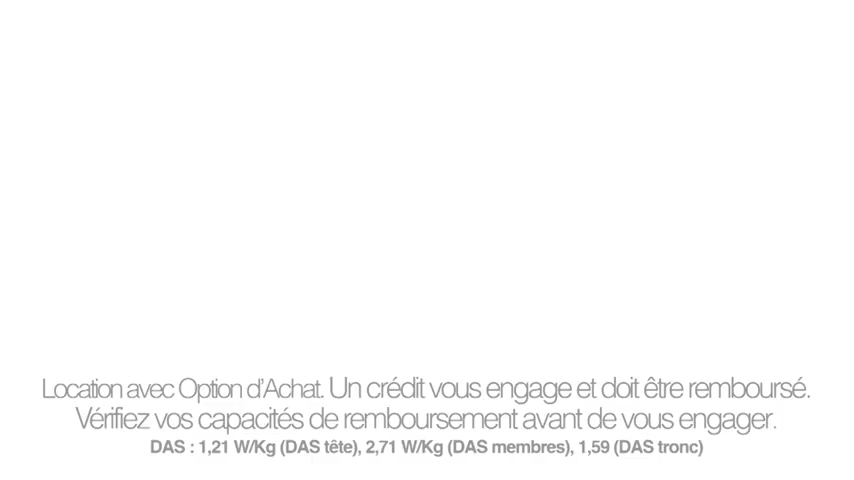 Location avec Option d'Achat. Un crédit vous engage et doit être remboursé.
Vérifiez vos capacités de remboursement avant de vous engager.
DAS : 1,21 W/Kg (DAS tête), 2,71 W/Kg (DAS membres), 1,59 (DAS tronc)